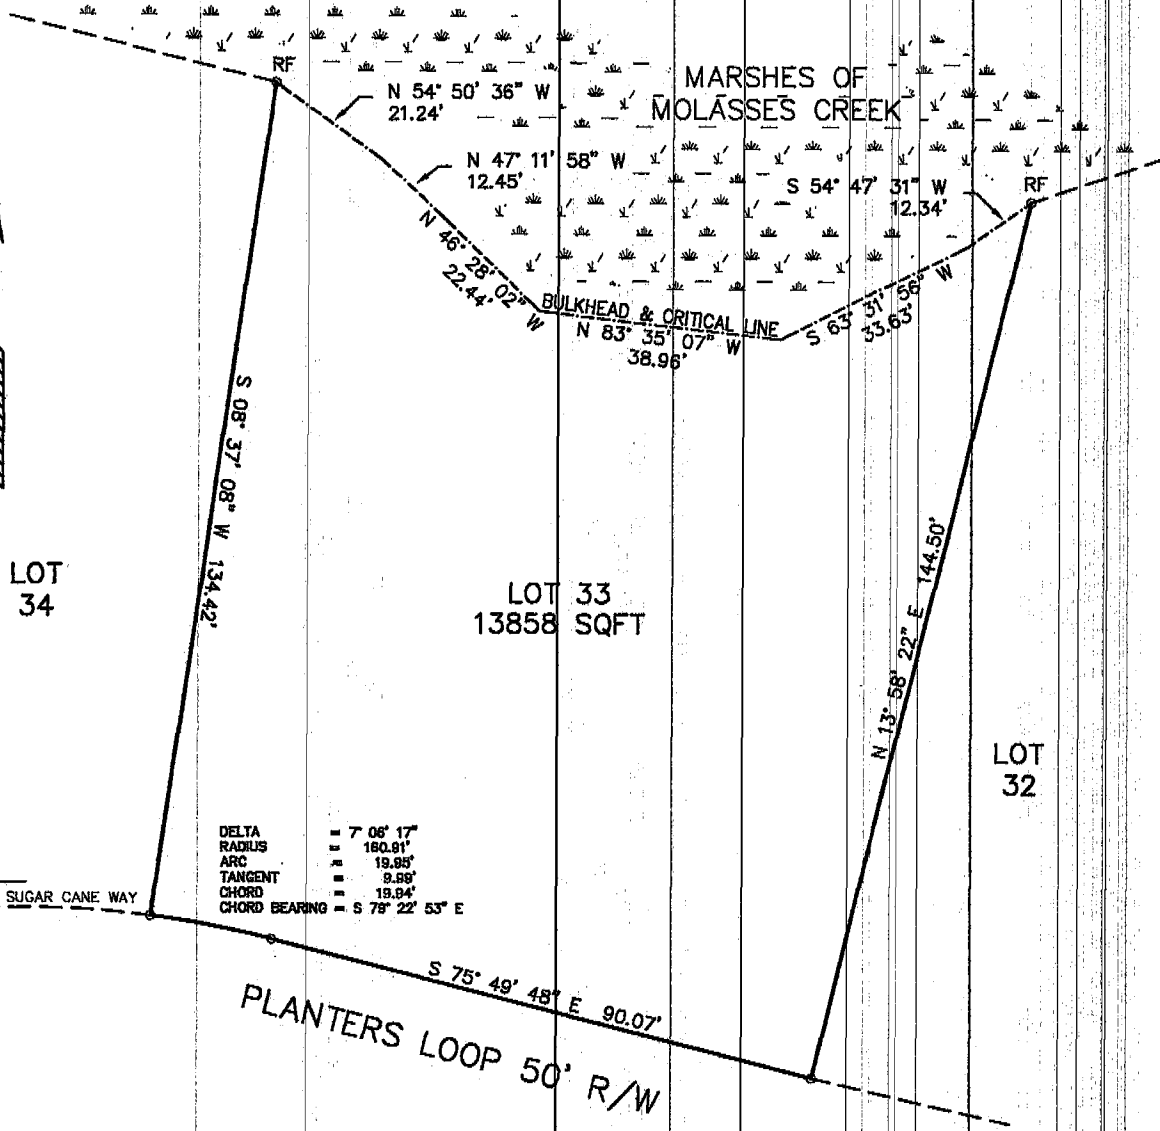 RF
N 54° 50' 36" W
21.24'
MARSHES OF
MOLASSES CREEK
N 47° 11' 58" W
12.45'
S 54° 47' 31" W
12.34'
RF
N 46° 28' 02" W
22.44'
BULKHEAD & CRITICAL LINE
N 83° 35' 07" W
38.96'
S 63° 31' 56" W
33.63'
S 08° 37' 08" W 134.42'
N 13° 58' 22" E 144.50'
LOT
34
LOT 33
13858 SQFT
LOT
32
DELTA = 7° 06' 17"
RADIUS = 160.91'
ARC = 19.95'
TANGENT = 9.99'
CHORD = 19.94'
CHORD BEARING = S 79° 22' 53" E
SUGAR CANE WAY
S 75° 49' 48" E 90.07'
PLANTERS LOOP 50' R/W